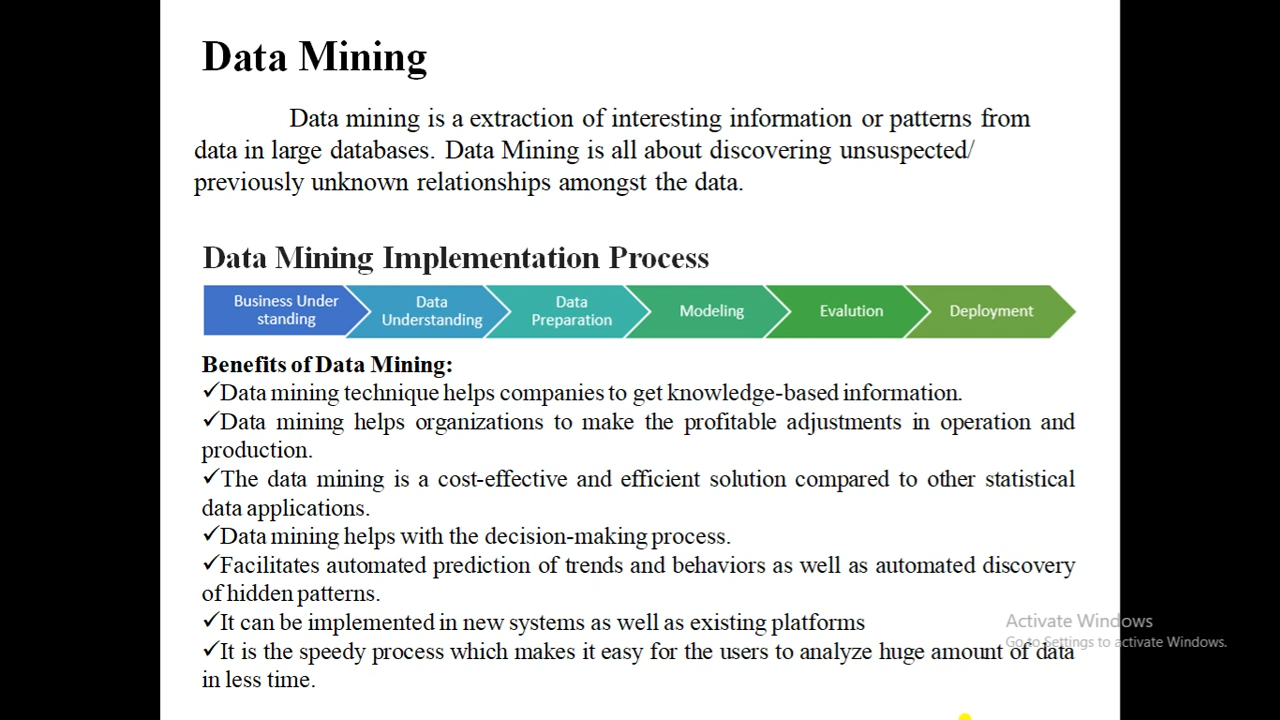 Data Mining
Data mining is a extraction of interesting information or patterns from
data in large databases. Data Mining is all about discovering unsuspected/
previously unknown relationships amongst the data.
Data Mining Implementation Process
Business Under
standing
Data
Understanding
Data
Preparation
Modeling
Evalution
Deployment
Benefits of Data Mining:
✓Data mining technique helps companies to get knowledge-based information.
✓Data mining helps organizations to make the profitable adjustments in operation and
production.
✓The data mining is a cost-effective and efficient solution compared to other statistical
data applications.
✓Data mining helps with the decision-making process.
✓Facilitates automated prediction of trends and behaviors as well as automated discovery
of hidden patterns.
✓It can be implemented in new systems as well as existing platforms
✓It is the speedy process which makes it easy for the users to analyze huge amount of data
in less time.
Activate Windows
Go to Settings to activate Windows.